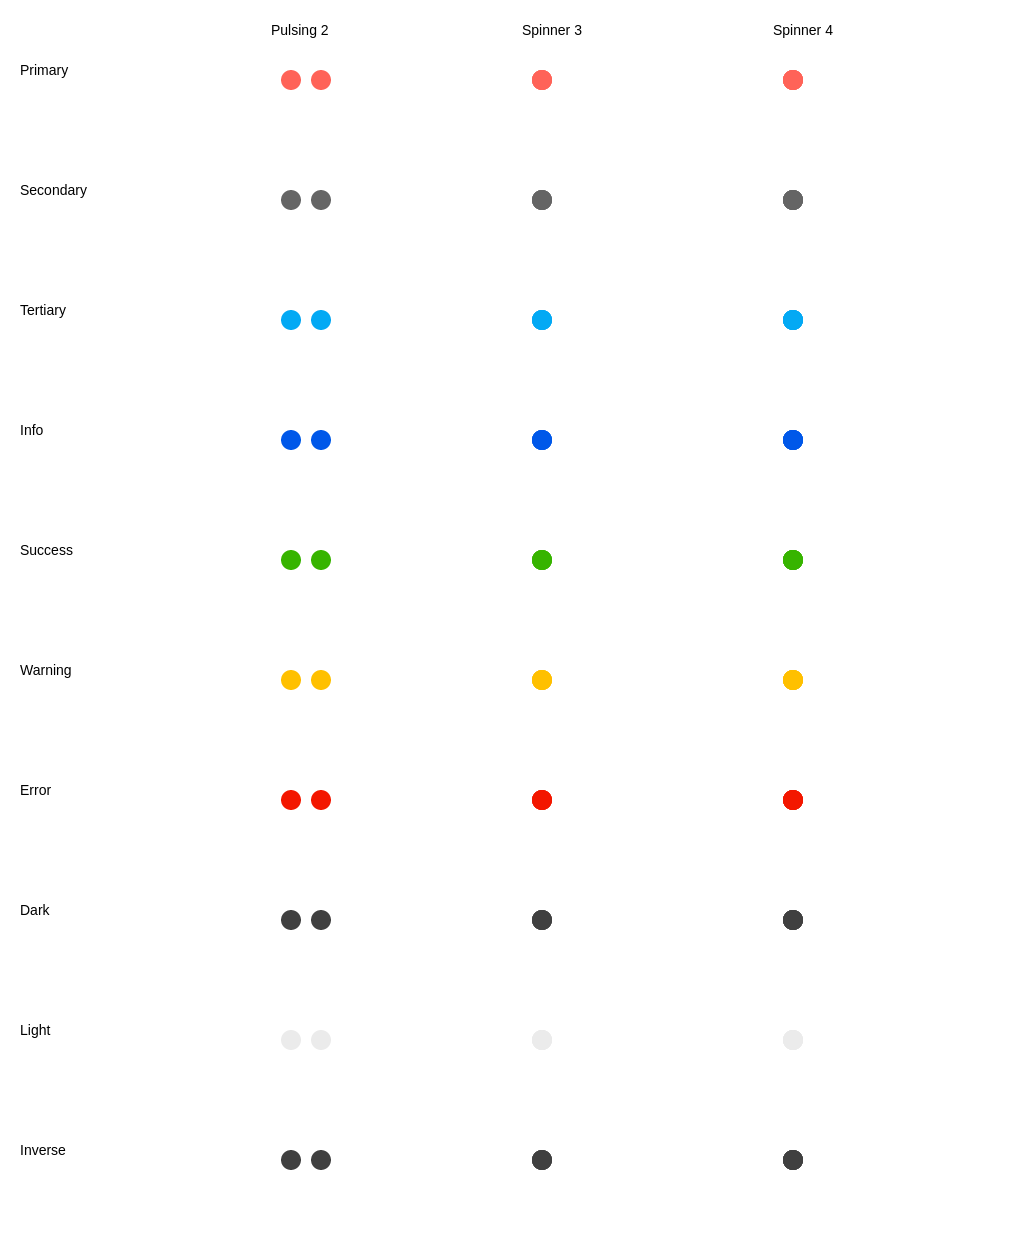 Pulsing 2 Spinner 3 Spinner 4
Primary
Secondary
Tertiary
Info
Success
Warning
Error
Dark
Light
Inverse